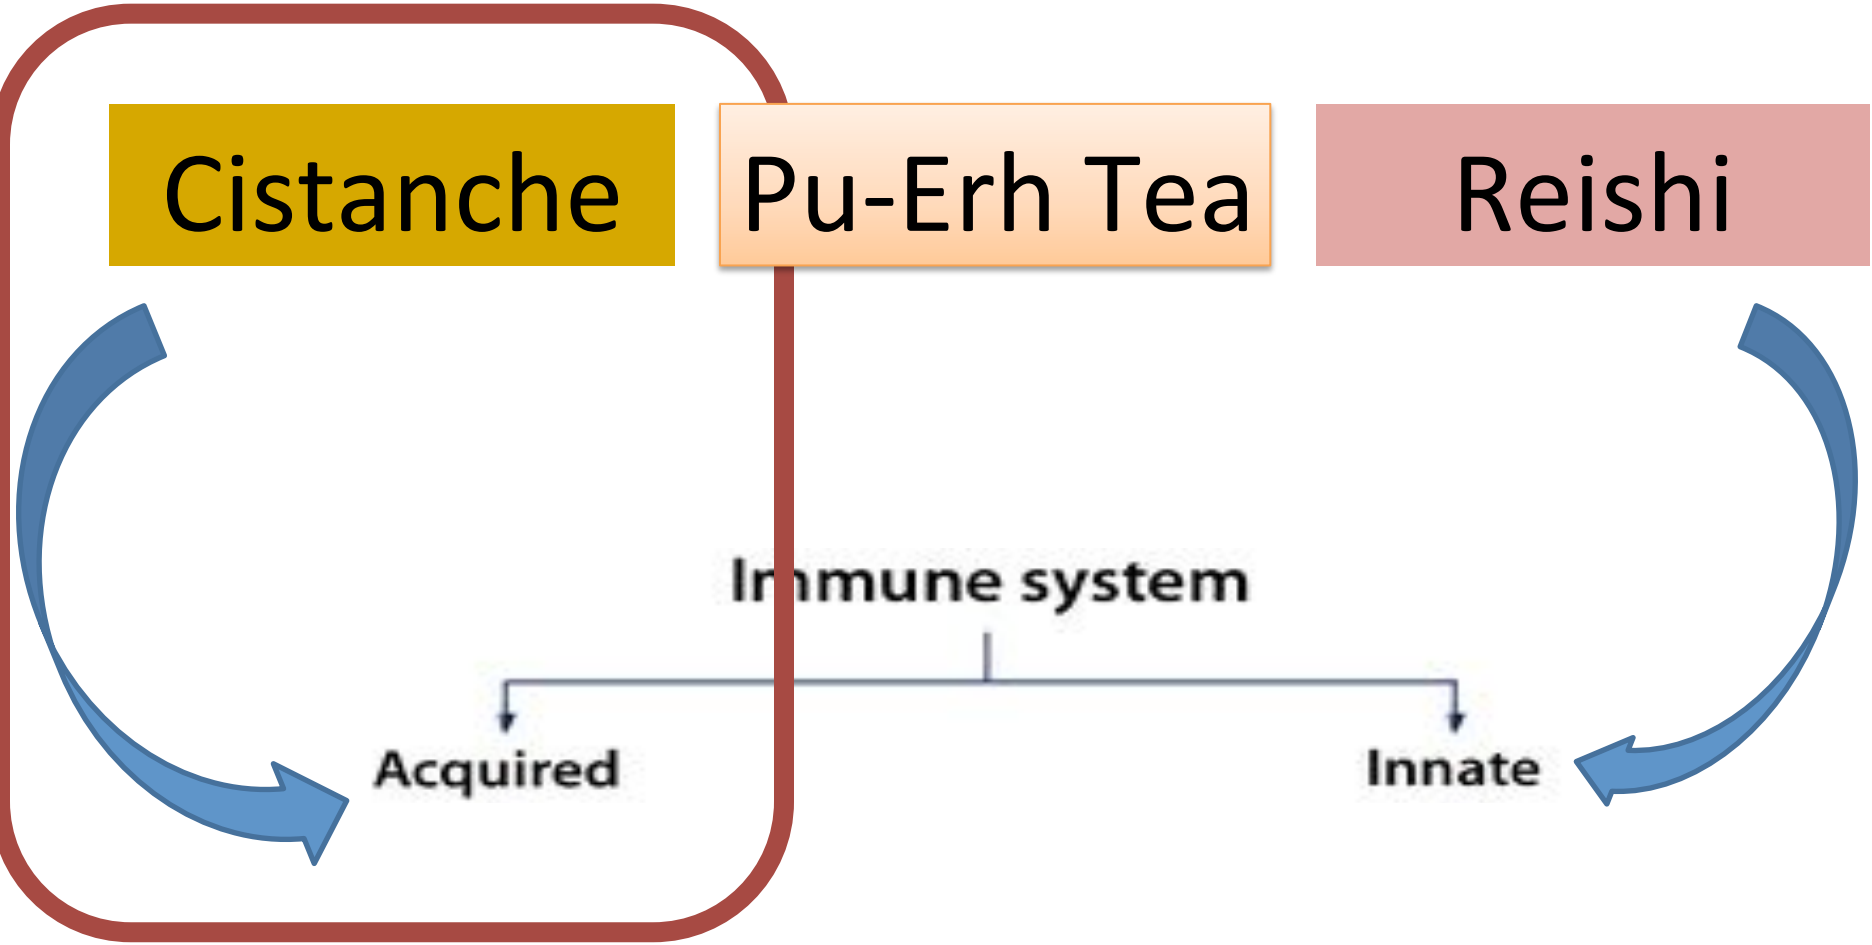 Cistanche
Pu-Erh Tea
Reishi
Immune system
Acquired
Innate